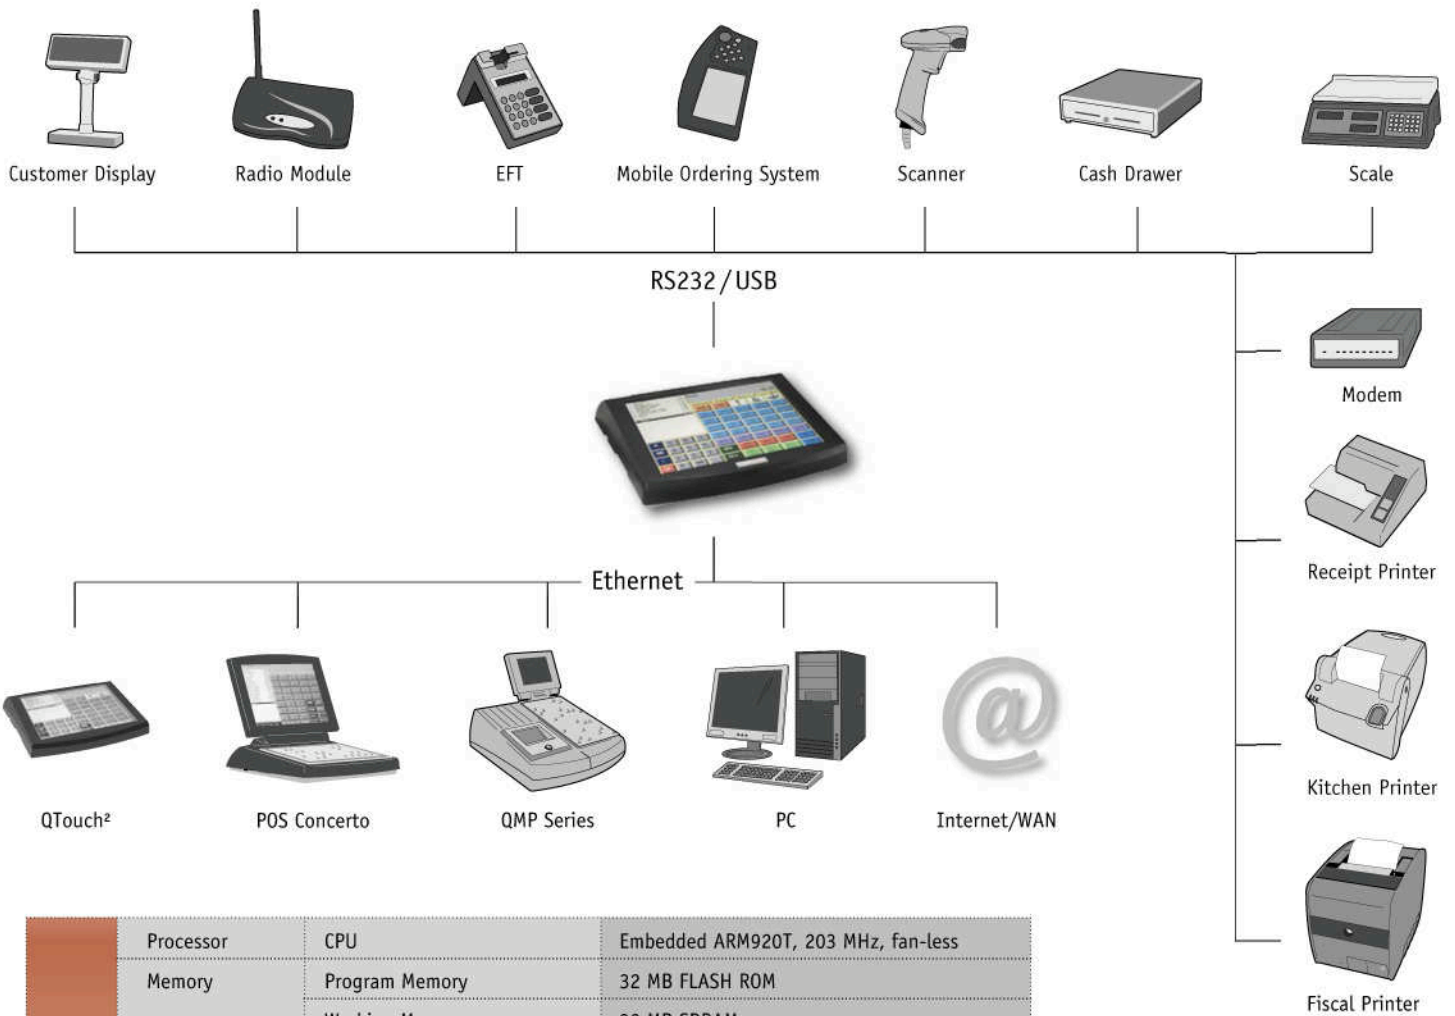 Customer Display
Radio Module
EFT
Mobile Ordering System
Scanner
Cash Drawer
Scale
RS232/USB
Modem
Receipt Printer
Ethernet
Kitchen Printer
QTouch²
POS Concerto
QMP Series
PC
Internet/WAN
Processor CPU Embedded ARM920T, 203 MHz, fan-less
Memory Program Memory 32 MB FLASH ROM
Fiscal Printer